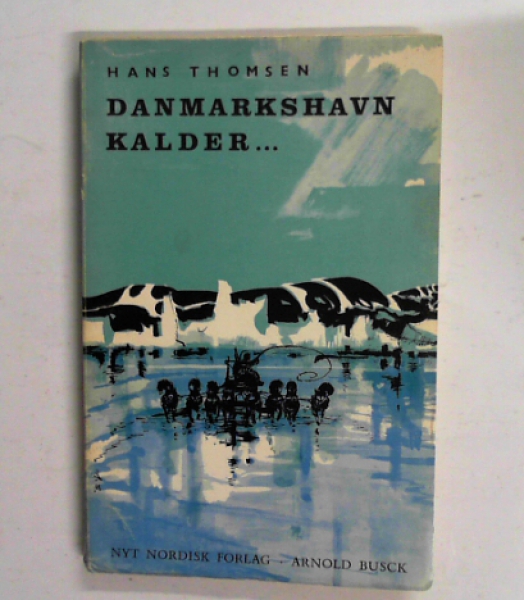 HANS THOMSEN
DANMARKSHAVN
KALDER...
NYT NORDISK FORLAG · ARNOLD BUSCK